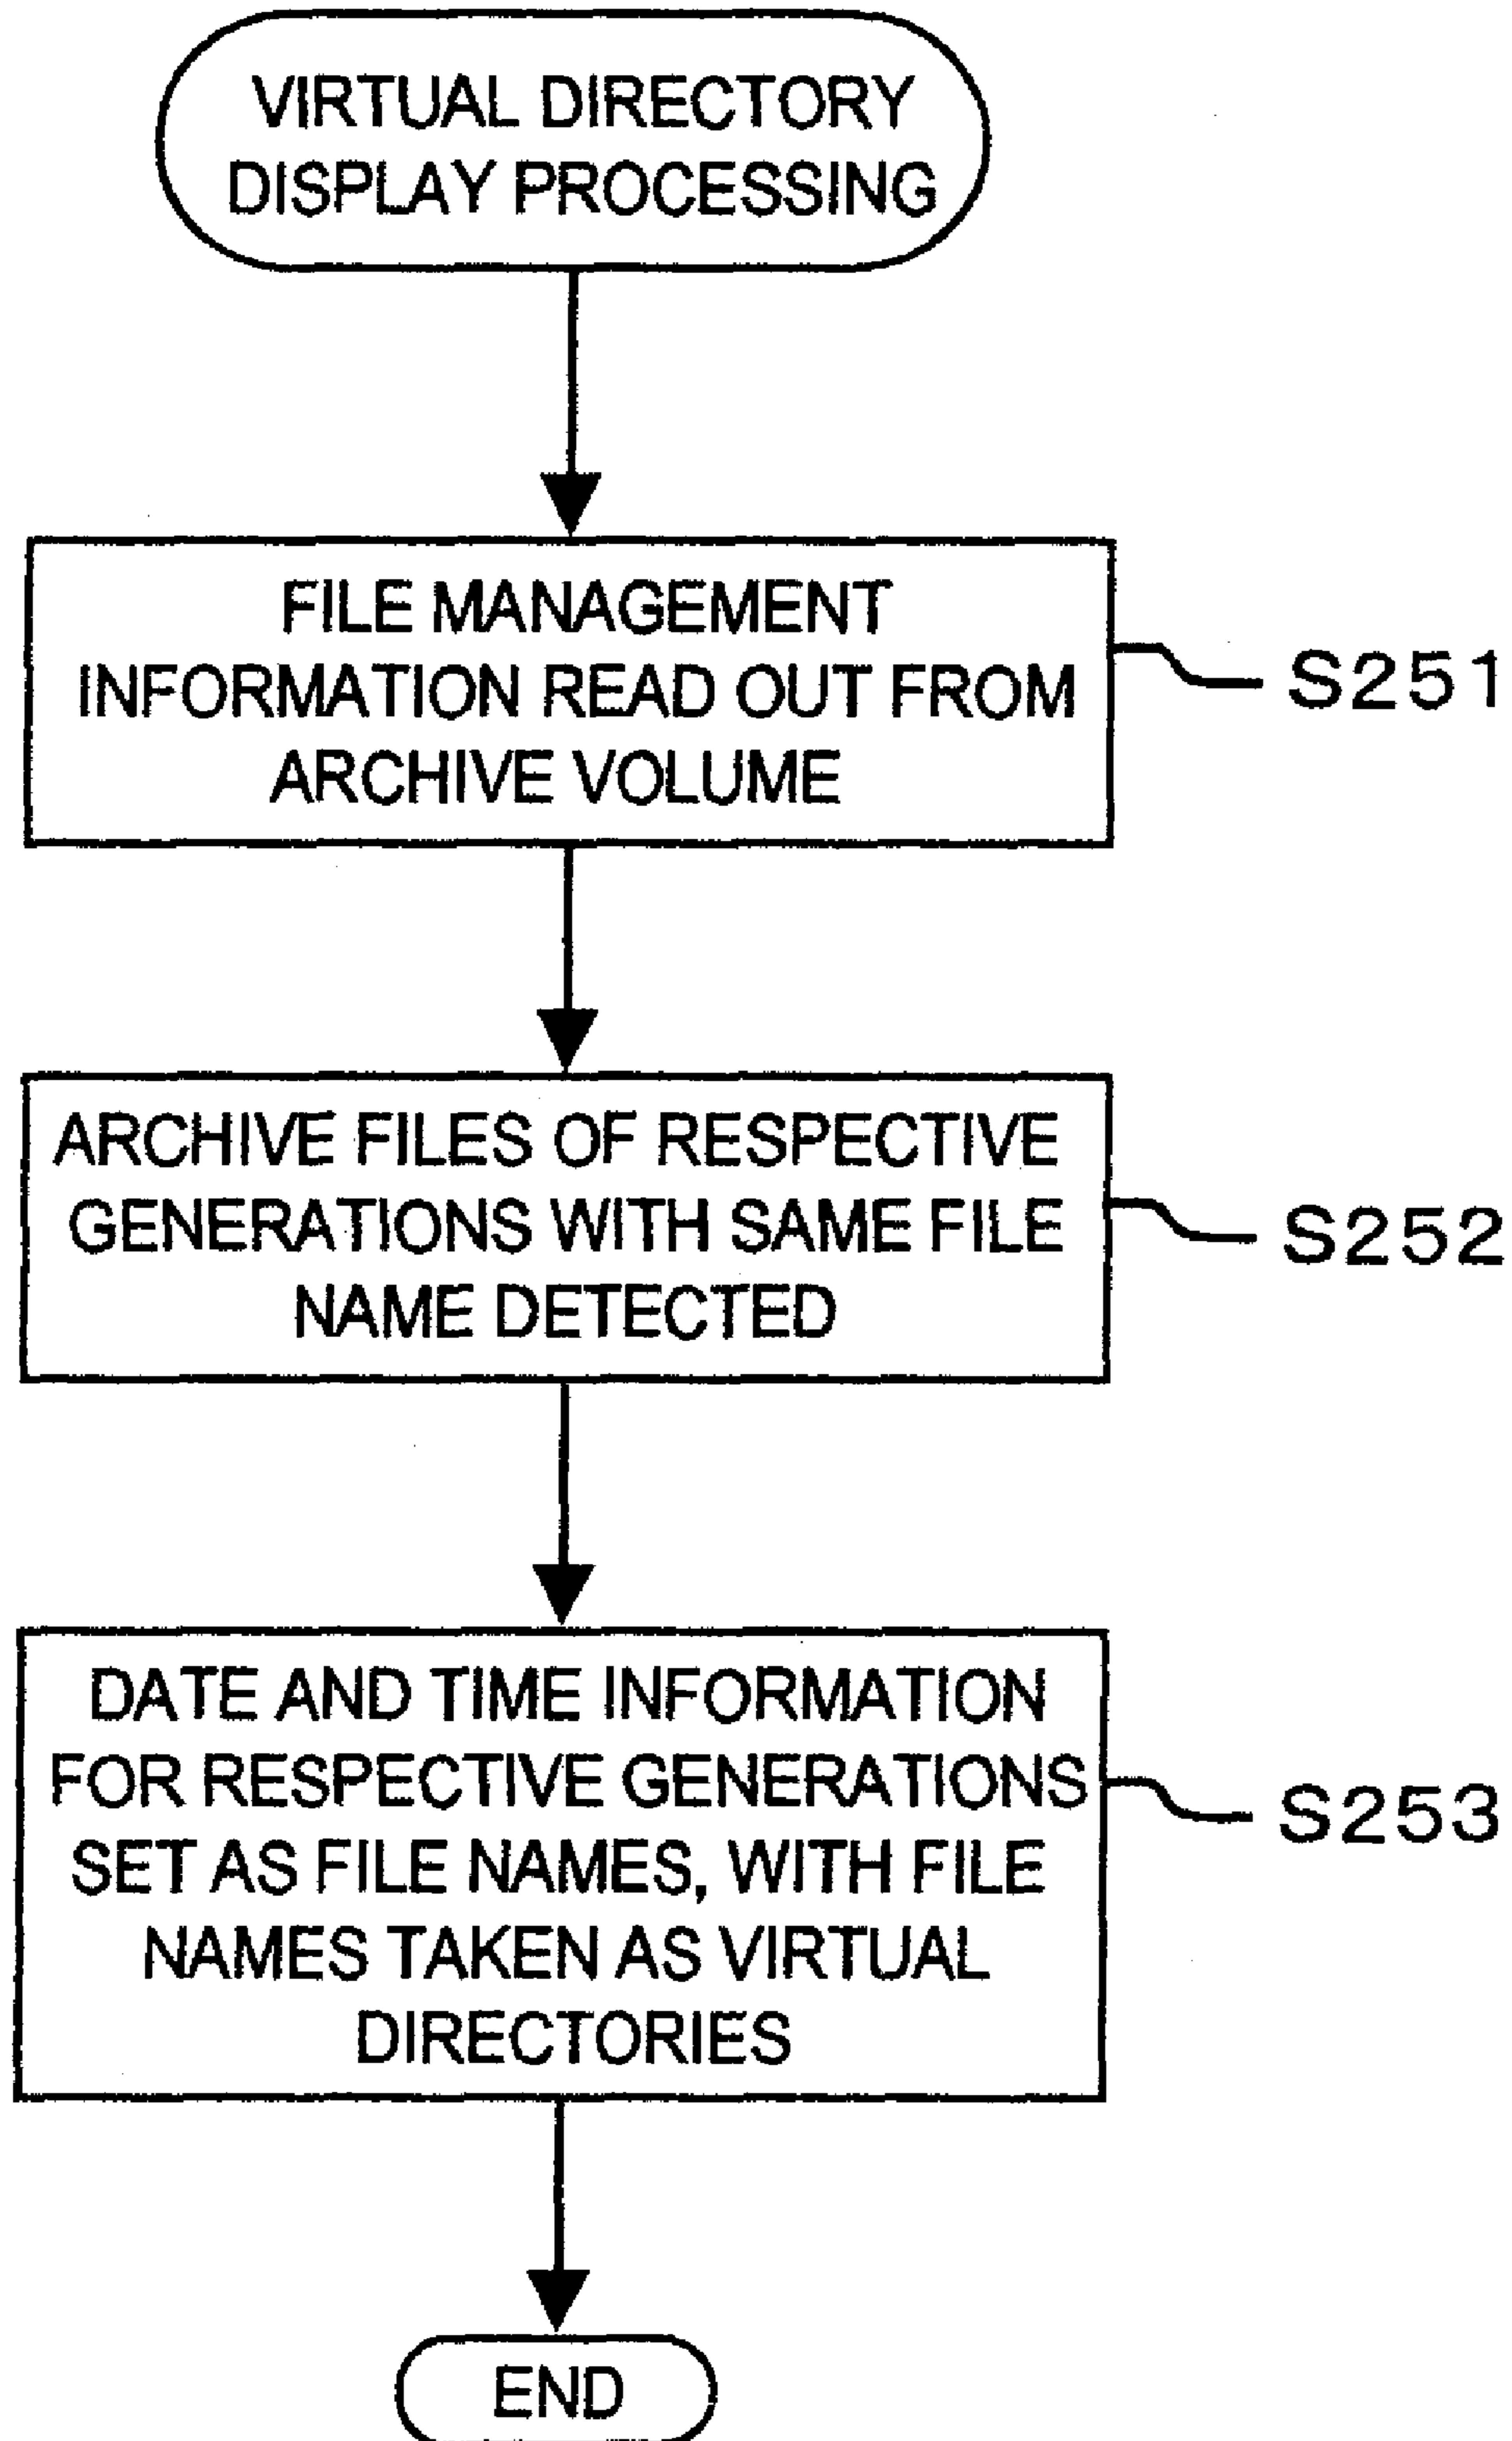 VIRTUAL DIRECTORY
DISPLAY PROCESSING
FILE MANAGEMENT
INFORMATION READ OUT FROM
ARCHIVE VOLUME
S251
ARCHIVE FILES OF RESPECTIVE
GENERATIONS WITH SAME FILE
NAME DETECTED
S252
DATE AND TIME INFORMATION
FOR RESPECTIVE GENERATIONS
SET AS FILE NAMES, WITH FILE
NAMES TAKEN AS VIRTUAL
DIRECTORIES
S253
END